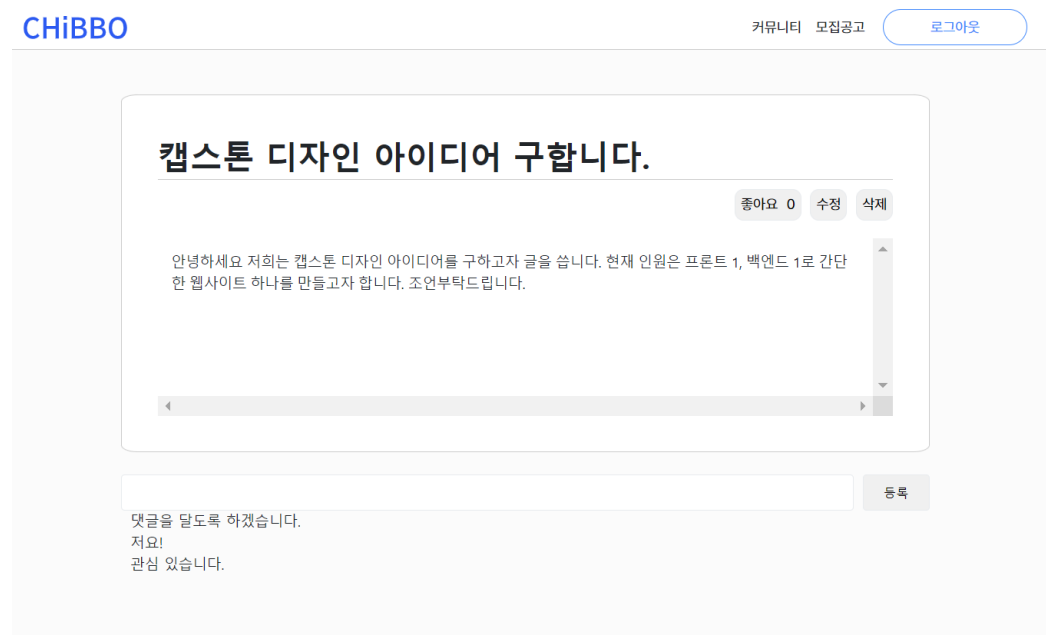 CHiBBO
커뮤니티 모집공고 로그아웃
캡스톤 디자인 아이디어 구합니다.
좋아요 0 수정 삭제
안녕하세요 저희는 캡스톤 디자인 아이디어를 구하고자 글을 씁니다. 현재 인원은 프론트 1, 백엔드 1로 간단
한 웹사이트 하나를 만들고자 합니다. 조언부탁드립니다.
등록
댓글을 달도록 하겠습니다.
저요!
관심 있습니다.